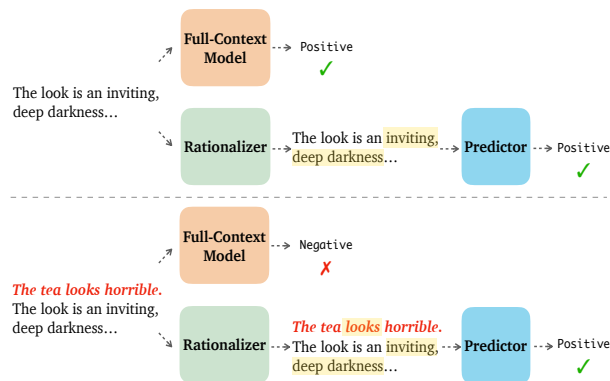 Full-Context
Model
Positive
✓
The look is an inviting,
deep darkness...
Rationalizer
The look is an inviting,
deep darkness...
Predictor
Positive
✓
Full-Context
Model
Negative
✗
The tea looks horrible.
The look is an inviting,
deep darkness...
Rationalizer
The tea looks horrible.
The look is an inviting,
deep darkness...
Predictor
Positive
✓